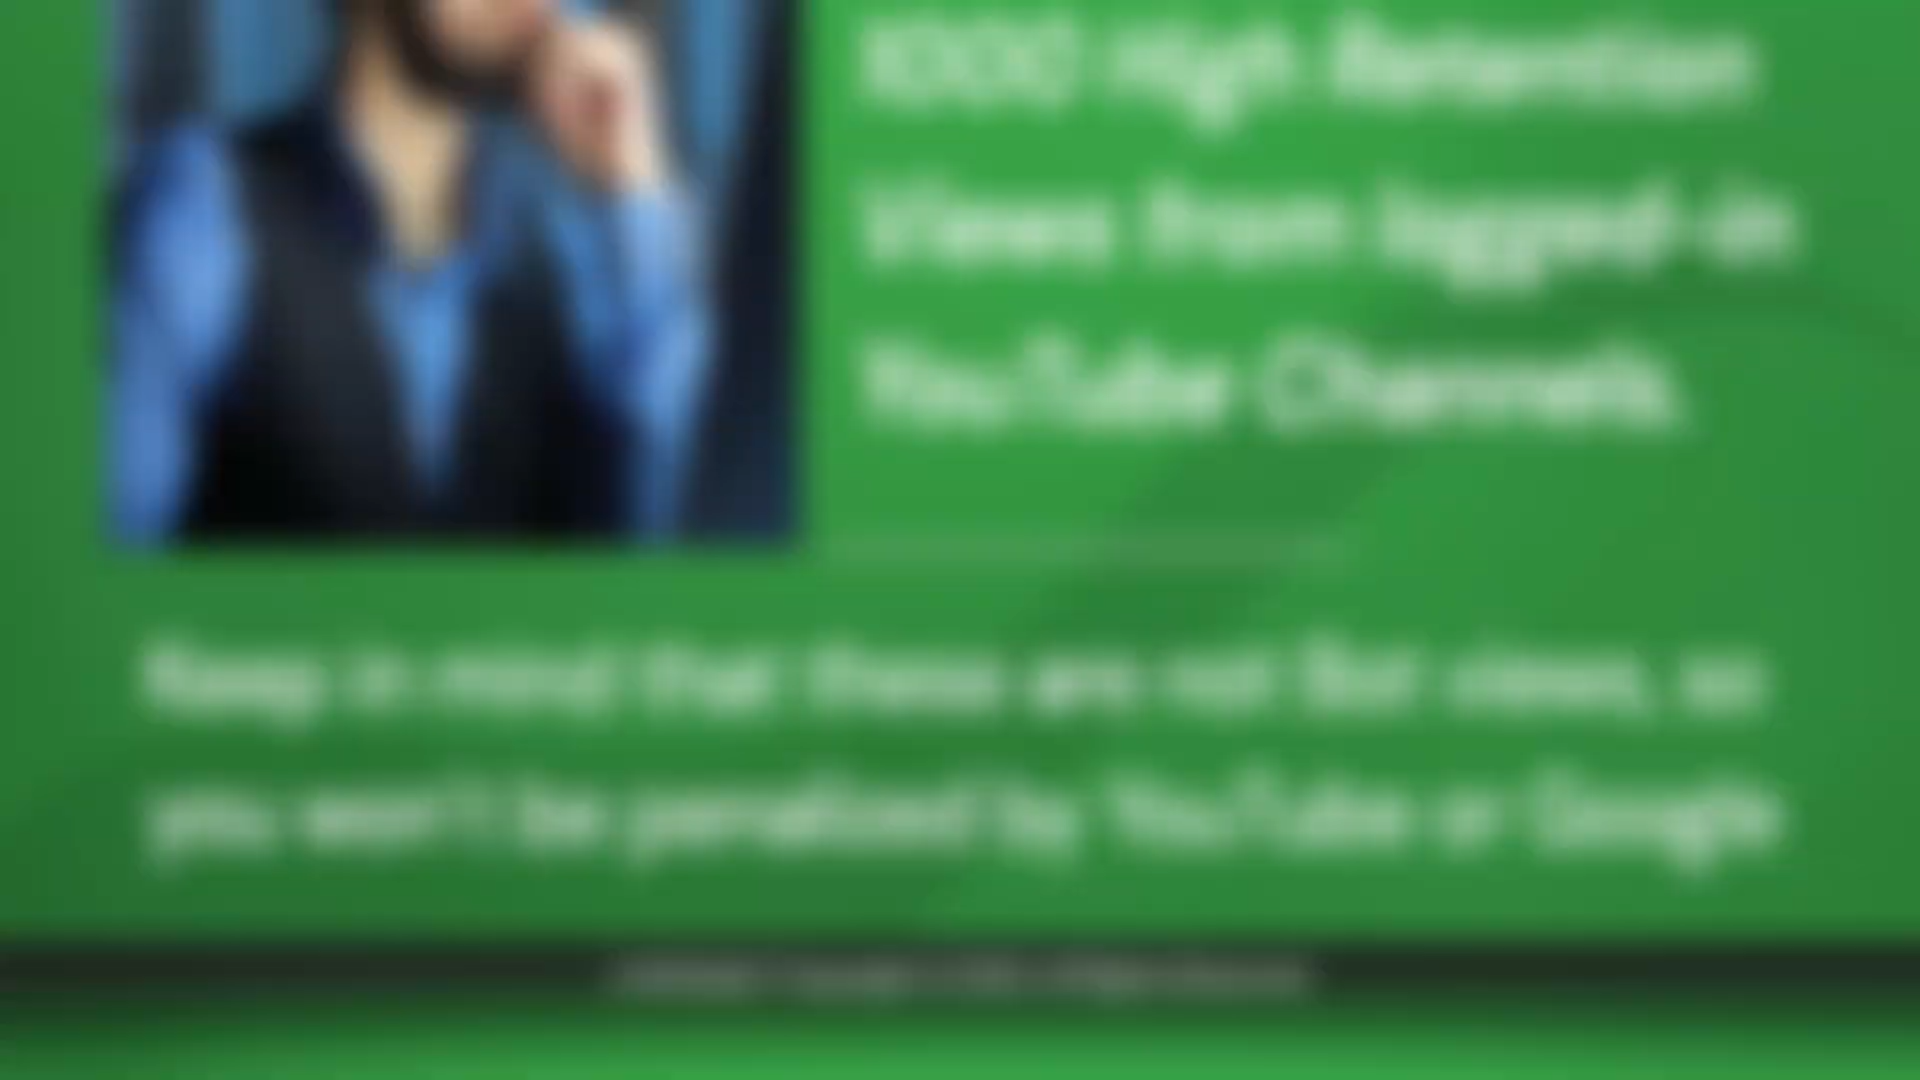 1000 High Retention
Views from logged-in
YouTube Channels.
Keep in mind that these are not Bot views, so
you won't be penalized by YouTube or Google